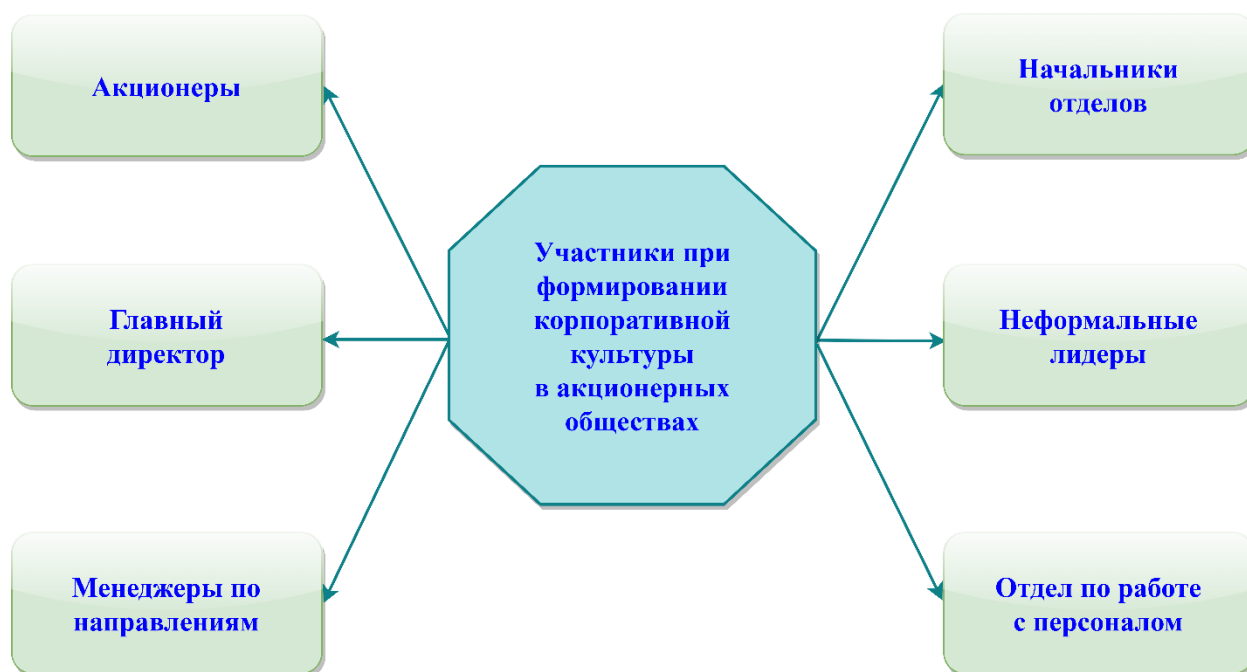 Акционеры
Главный
директор
Менеджеры по
направлениям
Участники при
формировании
корпоративной
культуры
в акционерных
обществах
Начальники
отделов
Неформальные
лидеры
Отдел по работе
с персоналом